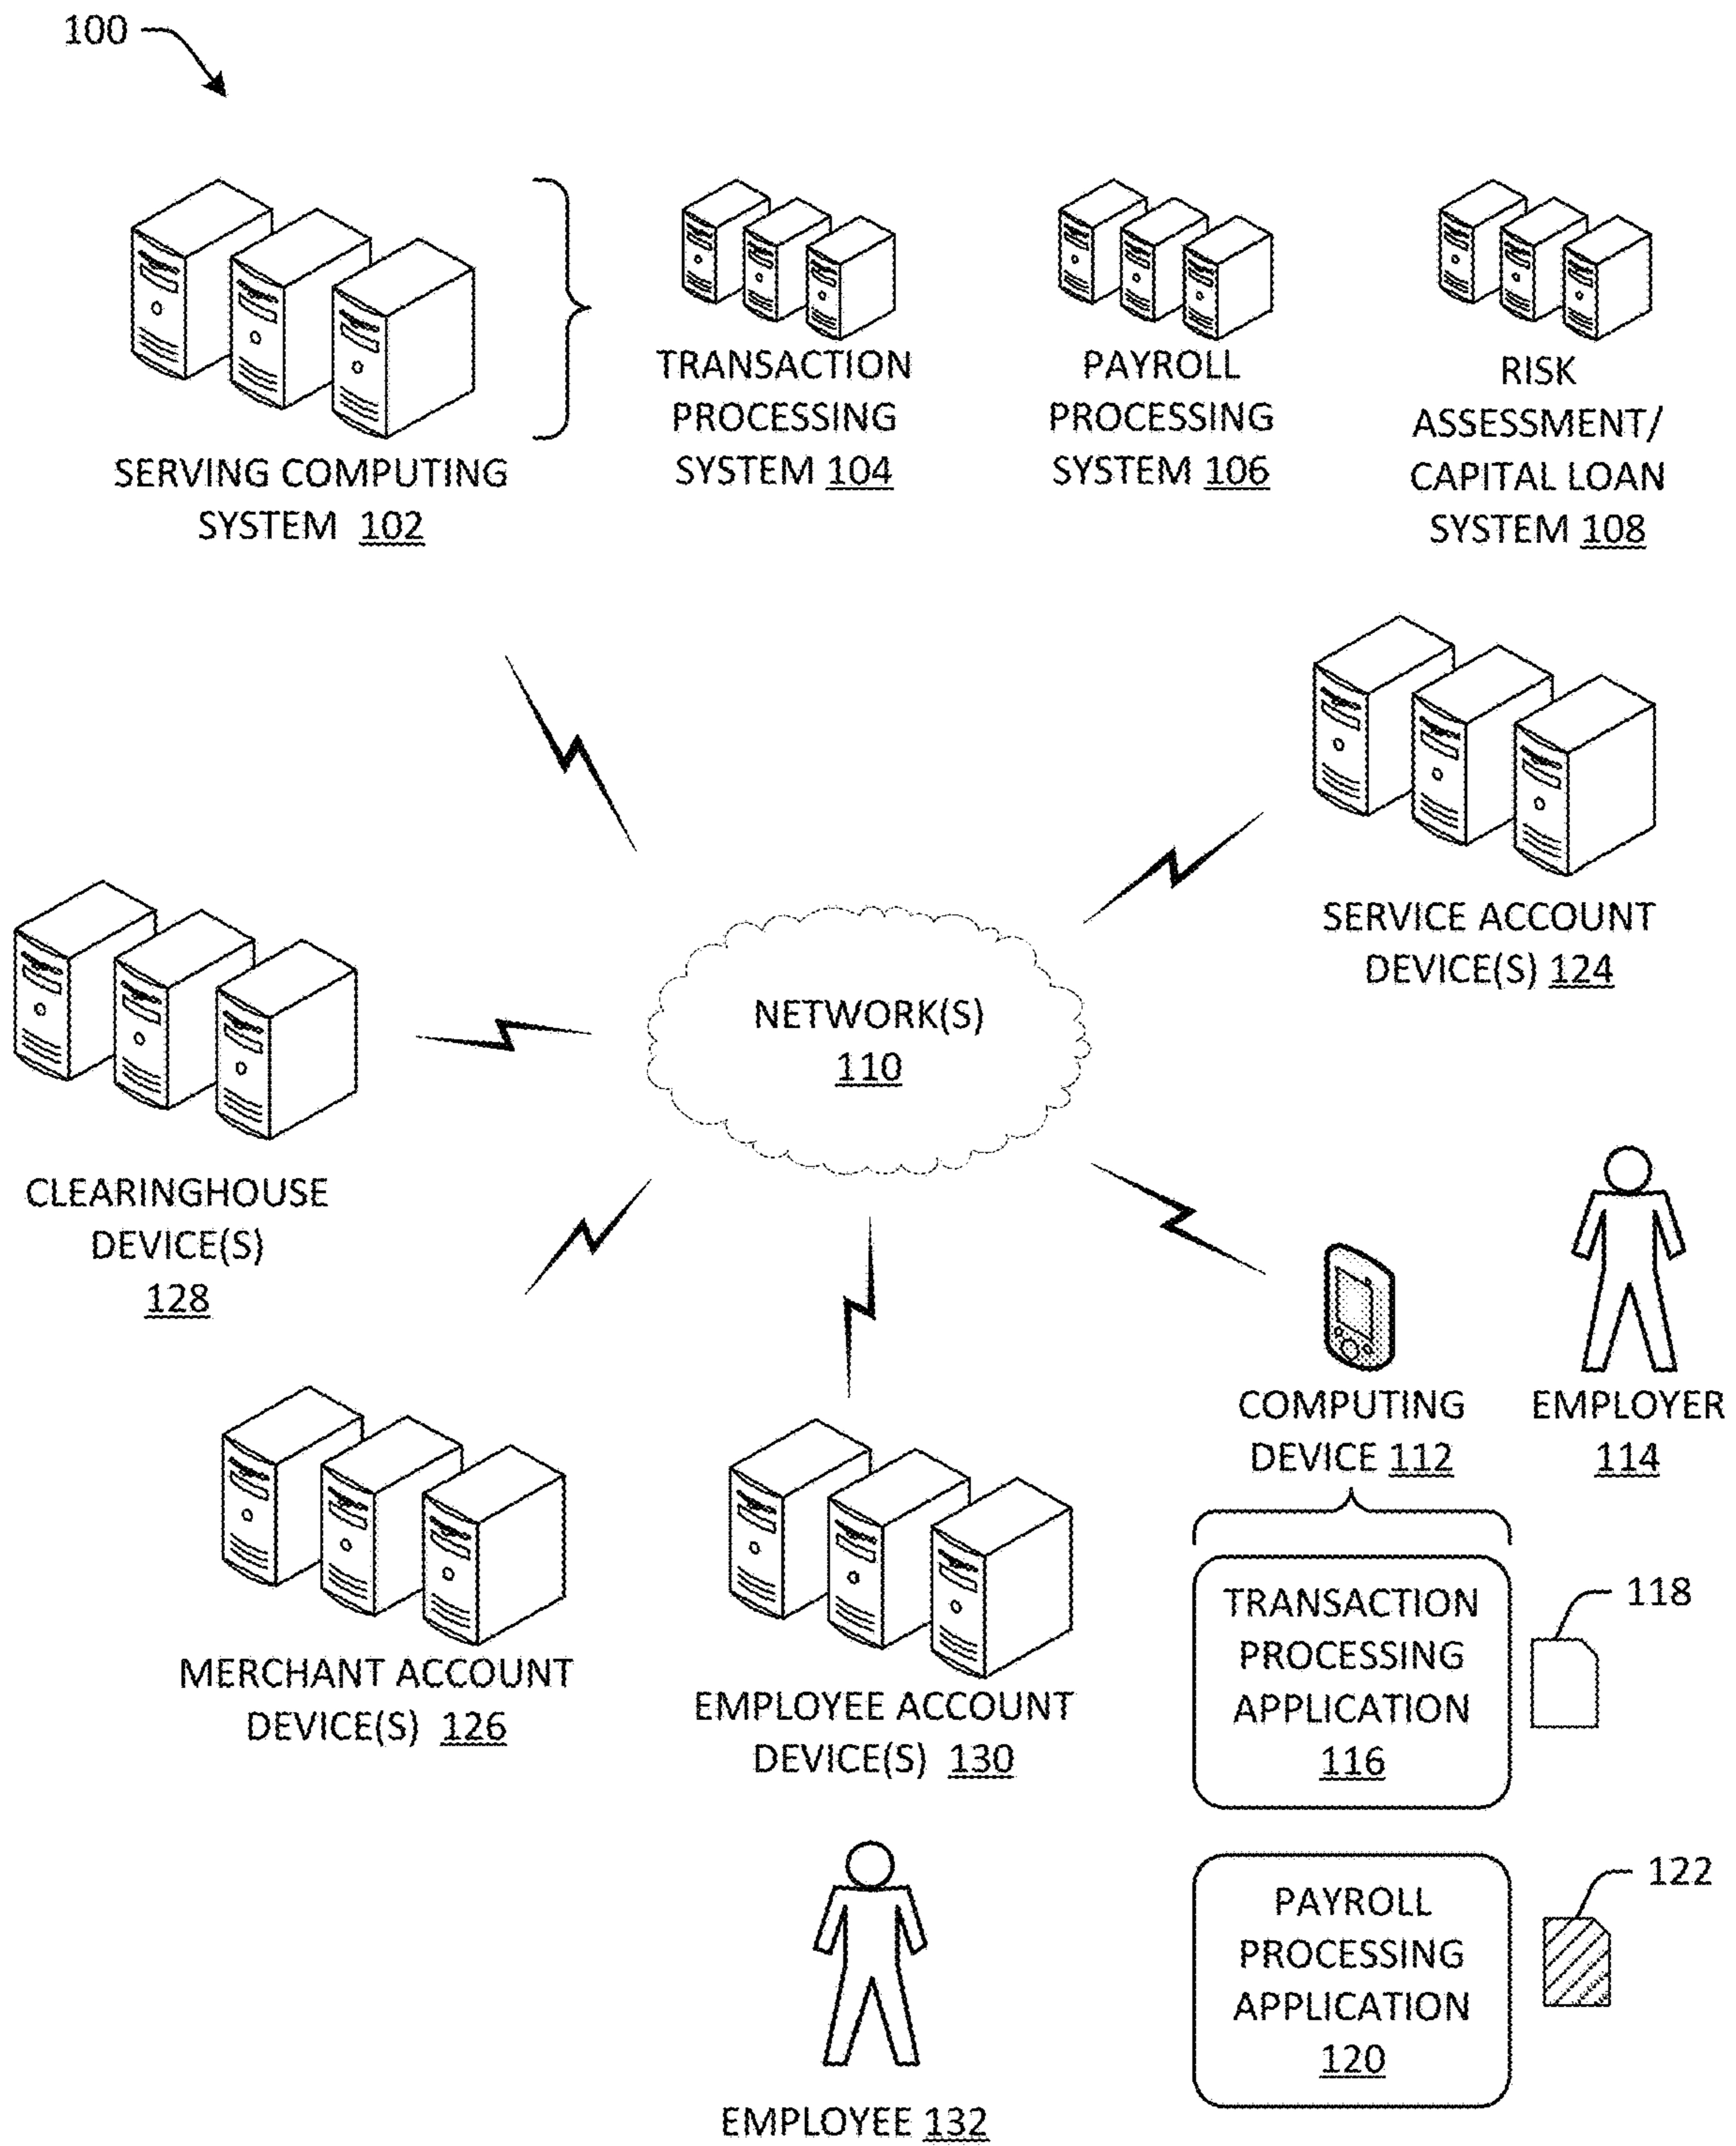 100
SERVING COMPUTING
SYSTEM 102
TRANSACTION
PROCESSING
SYSTEM 104
PAYROLL
PROCESSING
SYSTEM 106
RISK
ASSESSMENT/
CAPITAL LOAN
SYSTEM 108
SERVICE ACCOUNT
DEVICE(S) 124
NETWORK(S)
110
CLEARINGHOUSE
DEVICE(S)
128
MERCHANT ACCOUNT
DEVICE(S) 126
EMPLOYEE ACCOUNT
DEVICE(S) 130
COMPUTING
DEVICE 112
EMPLOYER
114
TRANSACTION
PROCESSING
APPLICATION
116
118
PAYROLL
PROCESSING
APPLICATION
120
122
EMPLOYEE 132